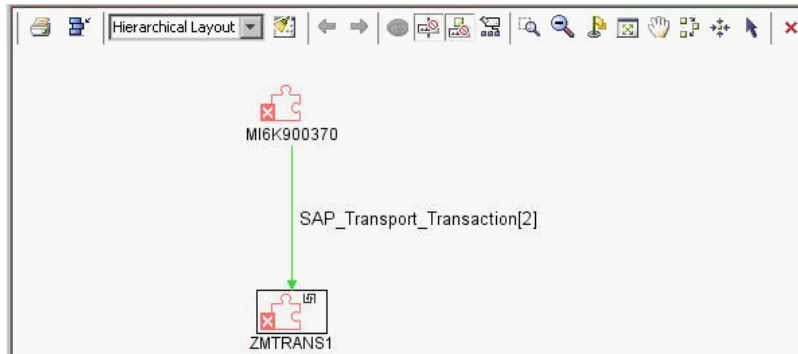 Hierarchical Layout
MI6K900370
SAP_Transport_Transaction[2]
ZMTRANS1